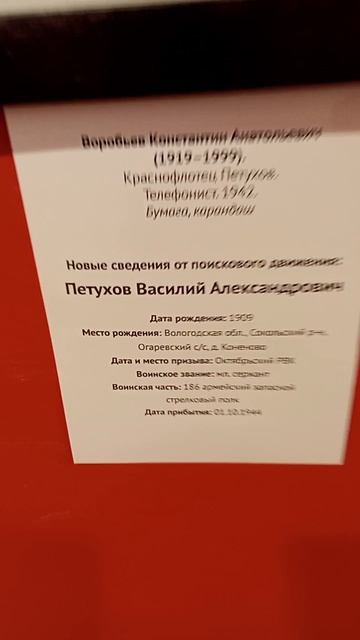 Воробьев Константин Анатольевич
(1919–1999).
Краснофлотец Петухов.
Телефонист. 1942.
Бумага, карандаш
Новые сведения от поискового движения:
Петухов Василий Александрович
Дата рождения: 1909
Место рождения: Вологодская обл., Сокольский р-н,
Огаревский с/с, д. Коненово
Дата и место призыва: Октябрьский РВК
Воинское звание: мл. сержант
Воинская часть: 186 армейский запасной
стрелковый полк
Дата прибытия: 01.10.1944